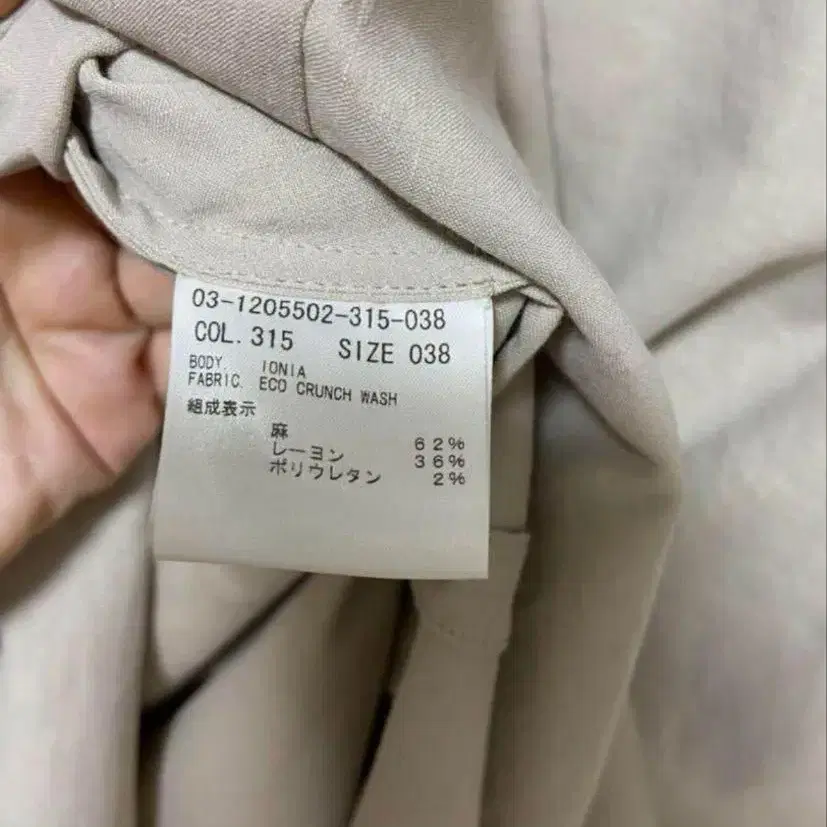 03-1205502-315-038
COL. 315 SIZE 038
BODY. IONIA
FABRIC. ECO CRUNCH WASH
組成表示
麻 62%
レーヨン 36%
ポリウレタン 2%